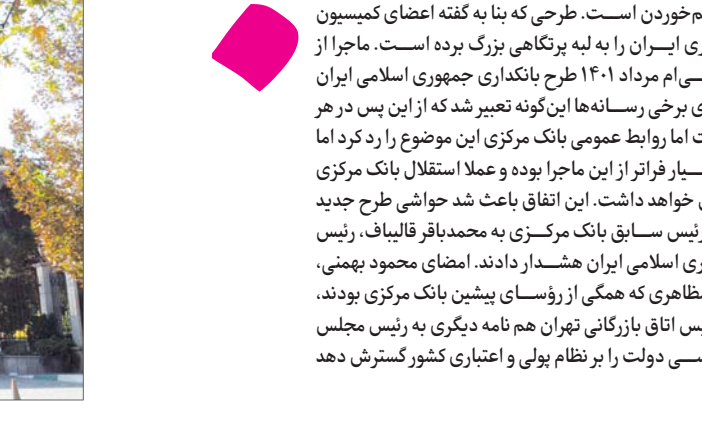 م‌خوردن است. طرحی که بنا به گفته اعضای کمیسیون
ری ایران را به لبه پرتگاهی بزرگ برده است. ماجرا از
ی‌ام مرداد ۱۴۰۱ طرح بانکداری جمهوری اسلامی ایران
ی برخی رسانه‌ها این‌گونه تعبیر شد که از این پس در هر
ت اما روابط عمومی بانک مرکزی این موضوع را رد کرد اما
سیار فراتر از این ماجرا بوده و عملا استقلال بانک مرکزی
خواهد داشت. این اتفاق باعث شد حواشی طرح جدید
رئیس سابق بانک مرکزی به محمدباقر قالیباف، رئیس
ری اسلامی ایران هشدار دادند. امضای محمود بهمنی،
مظاهری که همگی از رؤسای پیشین بانک مرکزی بودند،
یس اتاق بازرگانی تهران هم نامه دیگری به رئیس مجلس
سی دولت را بر نظام پولی و اعتباری کشور گسترش دهد